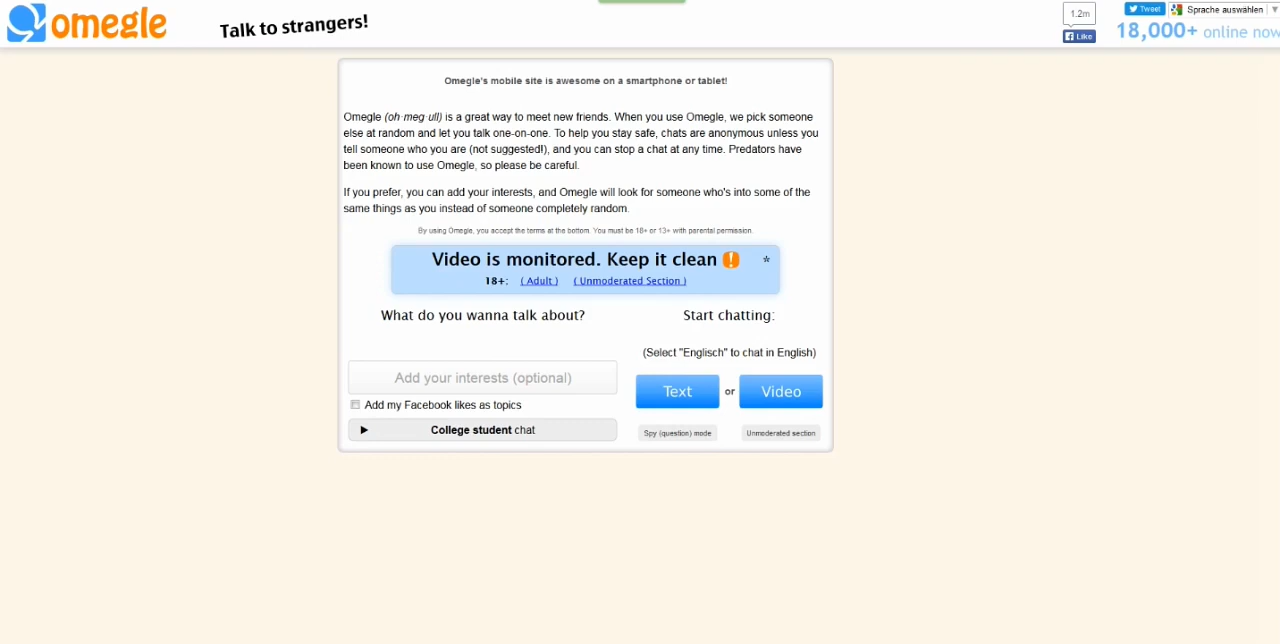 omegle
Talk to strangers!
1.2m
Like
Tweet
Sprache auswählen
18,000+ online now
Omegle's mobile site is awesome on a smartphone or tablet!
Omegle (oh·meg·ull) is a great way to meet new friends. When you use Omegle, we pick someone
else at random and let you talk one-on-one. To help you stay safe, chats are anonymous unless you
tell someone who you are (not suggested!), and you can stop a chat at any time. Predators have
been known to use Omegle, so please be careful.
If you prefer, you can add your interests, and Omegle will look for someone who's into some of the
same things as you instead of someone completely random.
By using Omegle, you accept the terms at the bottom. You must be 18+ or 13+ with parental permission.
Video is monitored. Keep it clean ! *
18+: ( Adult ) ( Unmoderated Section )
What do you wanna talk about?
Start chatting:
(Select "Englisch" to chat in English)
Add your interests (optional)
Text or Video
Add my Facebook likes as topics
College student chat
Spy (question) mode
Unmoderated section